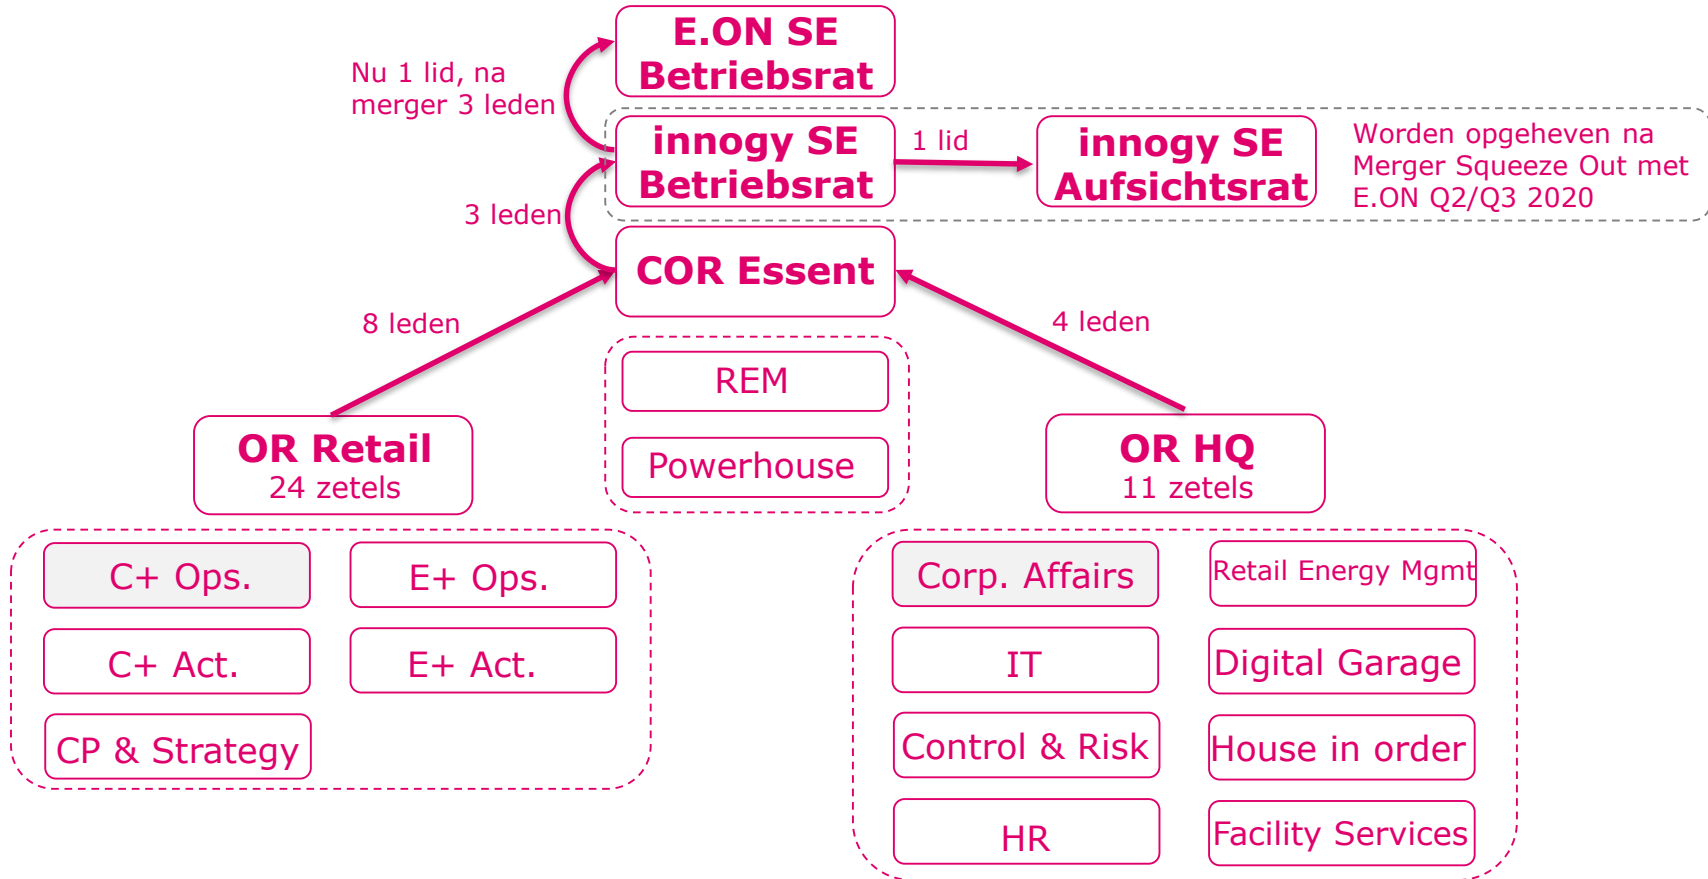 E.ON SE
Betriebsrat
Nu 1 lid, na
merger 3 leden
innogy SE
Betriebsrat
1 lid
innogy SE
Aufsichtsrat
Worden opgeheven na
Merger Squeeze Out met
E.ON Q2/Q3 2020
3 leden
COR Essent
8 leden
4 leden
REM
Powerhouse
OR Retail
24 zetels
OR HQ
11 zetels
C+ Ops.
E+ Ops.
C+ Act.
E+ Act.
CP & Strategy
Corp. Affairs
Retail Energy Mgmt
IT
Digital Garage
Control & Risk
House in order
HR
Facility Services